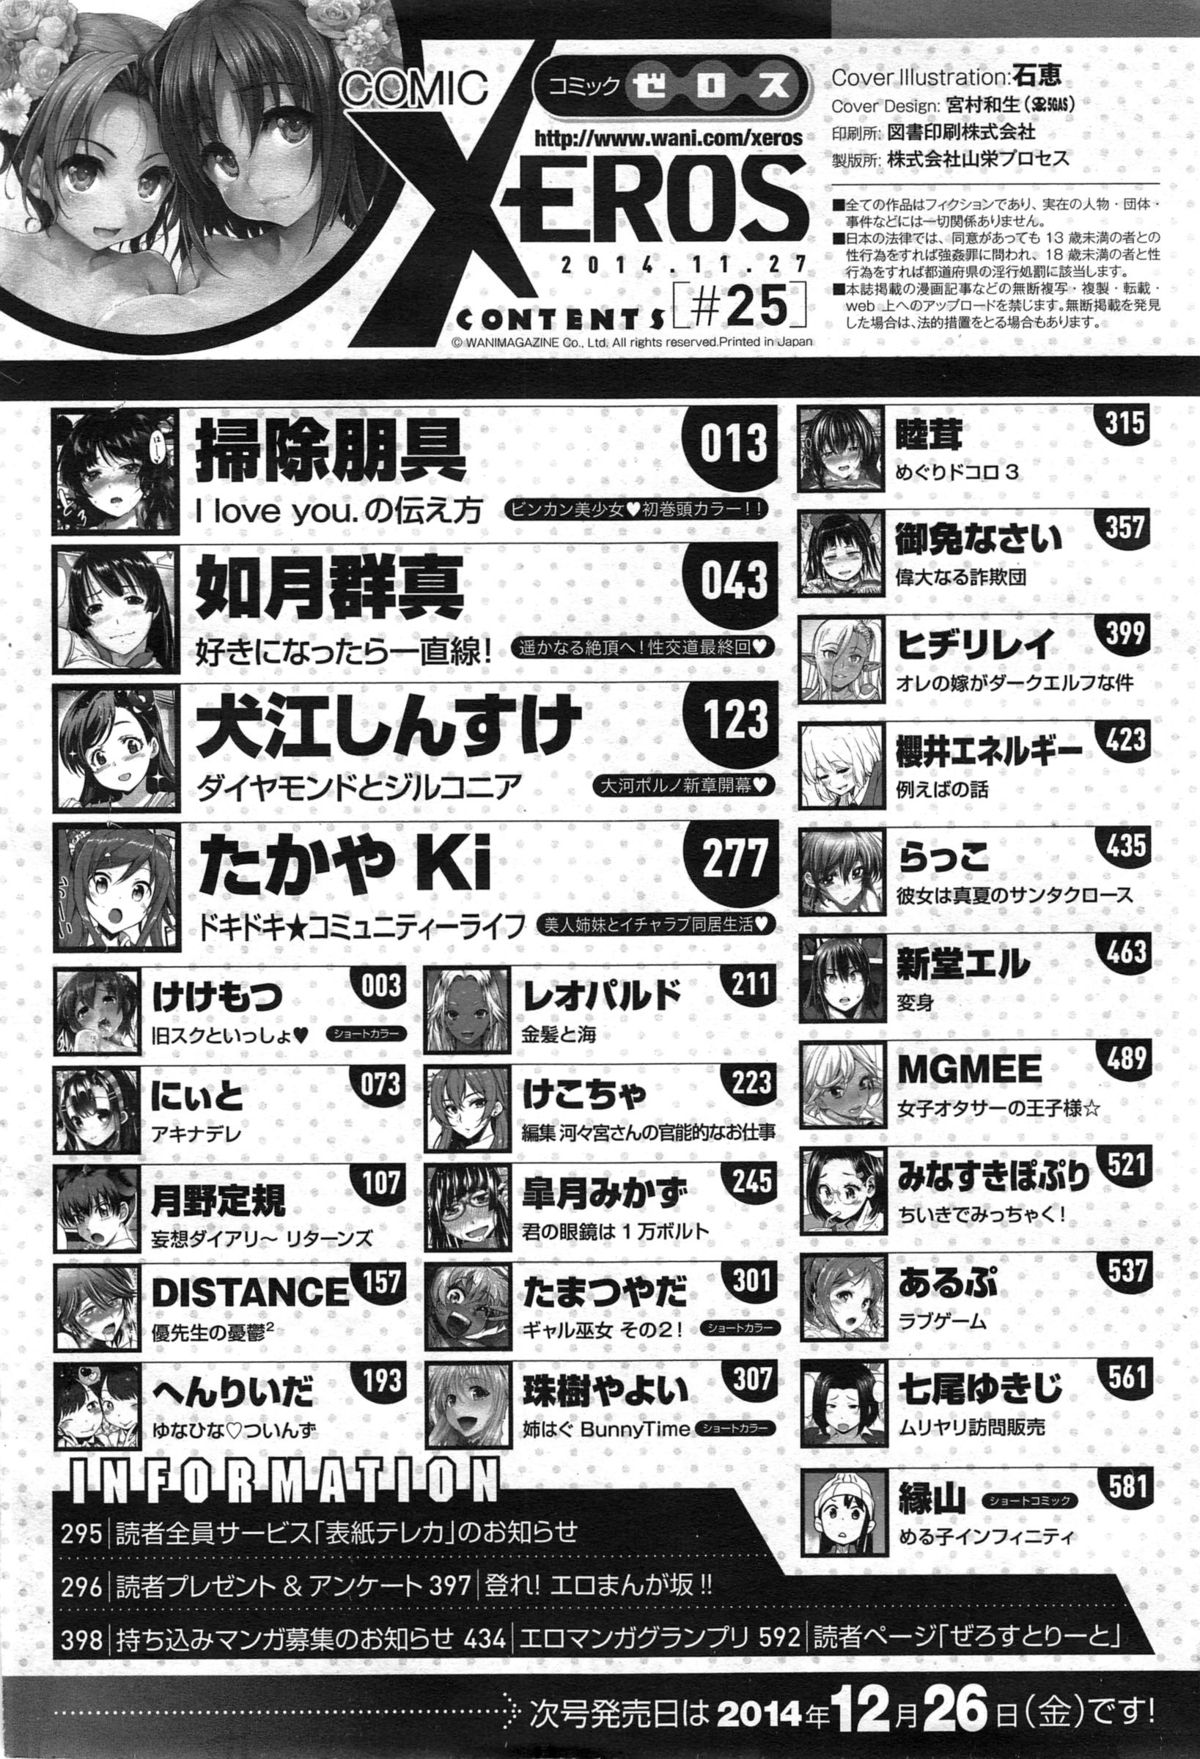 COMIC
XEROS
コミック ゼロス
http://www.wani.com/xeros
2014.11.27
CONTENTS [#25]
© WANIMAGAZINE Co., Ltd. All rights reserved.Printed in Japan
Cover Illustration:石恵
Cover Design: 宮村和生(5GAS)
印刷所: 図書印刷株式会社
製版所: 株式会社山栄プロセス
■全ての作品はフィクションであり、実在の人物・団体・
事件などには一切関係ありません。
■日本の法律では、同意があっても 13 歳未満の者との
性行為をすれば強姦罪に問われ、18 歳未満の者と性
行為をすれば都道府県の淫行処罰に該当します。
■本誌掲載の漫画記事などの無断複写・複製・転載・
web 上へのアップロードを禁じます。無断掲載を発見
した場合は、法的措置をとる場合もあります。
掃除朋具 013
I love you. の伝え方 ビンカン美少女♥初巻頭カラー!!
如月群真 043
好きになったら一直線! 遥かなる絶頂へ!性交道最終回♥
犬江しんすけ 123
ダイヤモンドとジルコニア 大河ポルノ新章開幕♥
たかや Ki 277
ドキドキ★コミュニティーライフ 美人姉妹とイチャラブ同居生活♥
けけもつ 003
旧スクといっしょ♥ ショートカラー
にぃと 073
アキナデレ
月野定規 107
妄想ダイアリ〜 リターンズ
DISTANCE 157
優先生の憂鬱²
へんりいだ 193
ゆなひな♡ついんず
レオパルド 211
金髪と海
けこちゃ 223
編集 河々宮さんの官能的なお仕事
皐月みかず 245
君の眼鏡は 1 万ボルト
たまつやだ 301
ギャル巫女 その2! ショートカラー
珠樹やよい 307
姉はぐ BunnyTime ショートカラー
睦茸 315
めぐりドコロ 3
御免なさい 357
偉大なる詐欺団
ヒヂリレイ 399
オレの嫁がダークエルフな件
櫻井エネルギー 423
例えばの話
らっこ 435
彼女は真夏のサンタクロース
新堂エル 463
変身
MGMEE 489
女子オタサーの王子様☆
みなすきぽぷり 521
ちいきでみっちゃく!
あるぷ 537
ラブゲーム
七尾ゆきじ 561
ムリヤリ訪問販売
縁山 ショートコミック 581
める子インフィニティ
INFORMATION
295|読者全員サービス「表紙テレカ」のお知らせ
296|読者プレゼント & アンケート 397|登れ! エロまんが坂!!
398|持ち込みマンガ募集のお知らせ 434|エロマンガグランプリ 592|読者ページ「ぜろすとりーと」
次号発売日は 2014年12月26日(金)です!